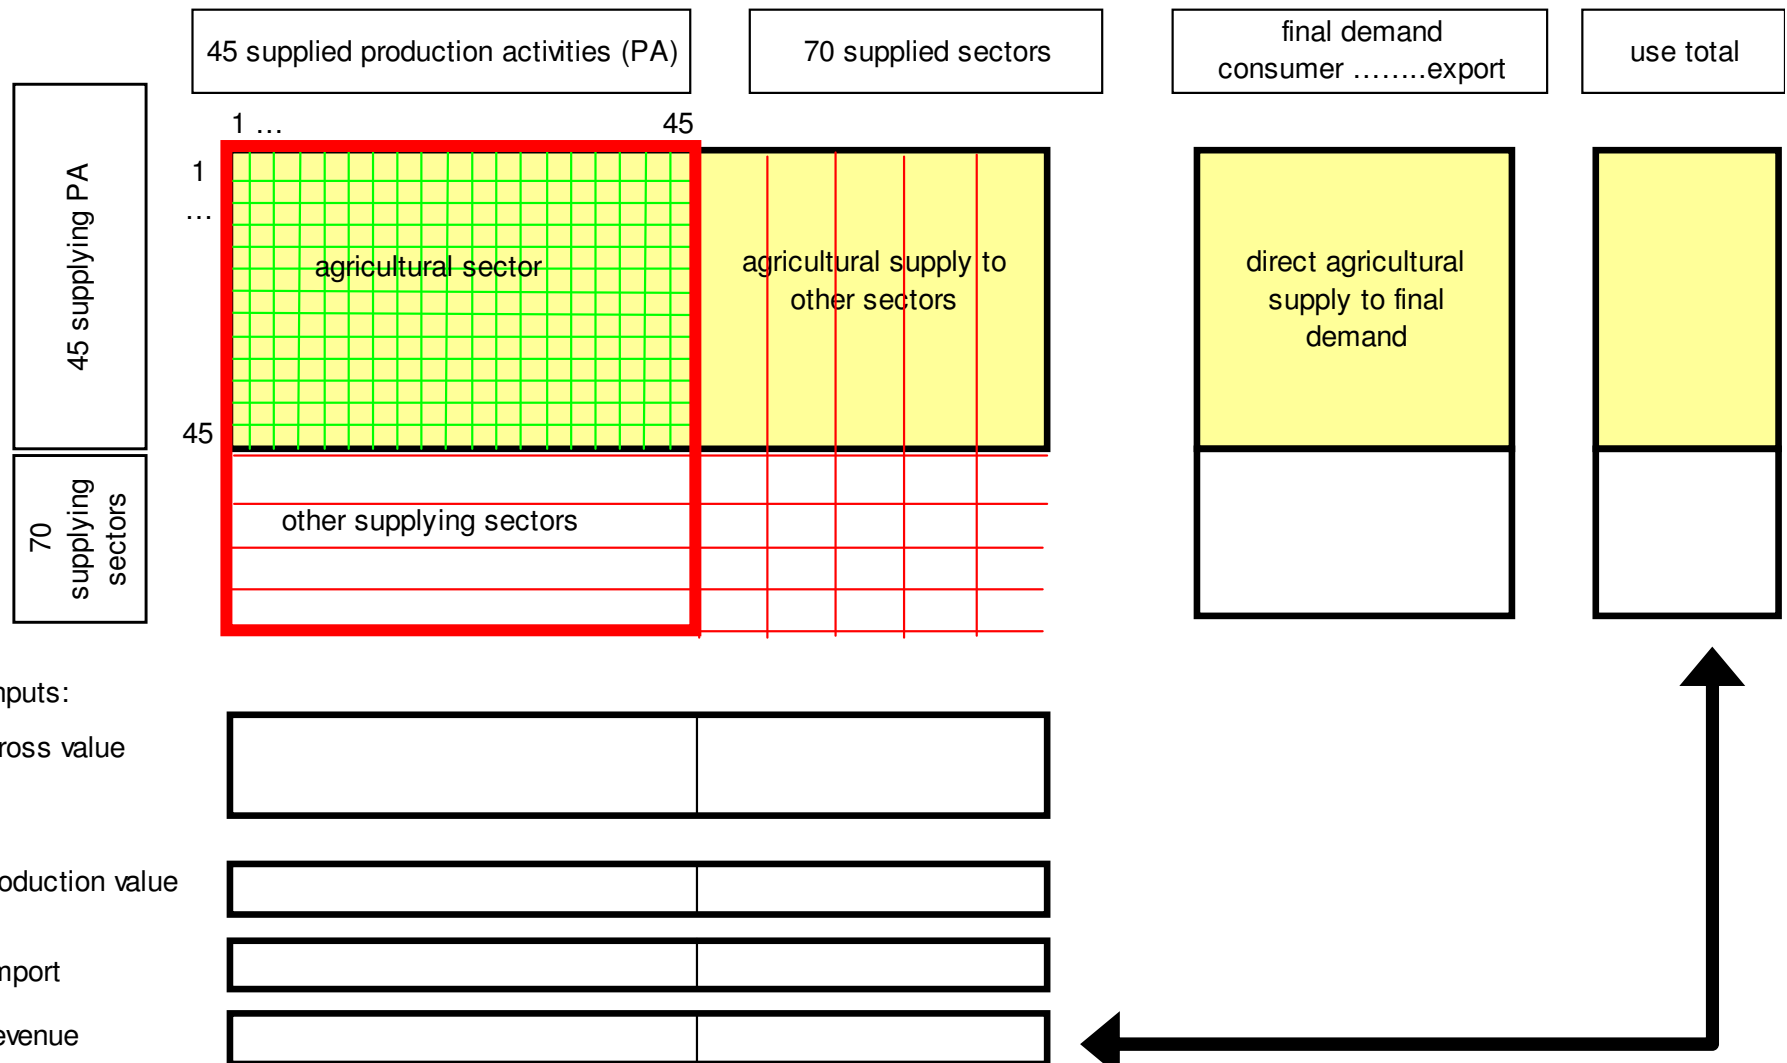 45 supplied production activities (PA)
70 supplied sectors
final demand
consumer ........export
use total
1 ...
45
45 supplying PA
1
...
45
agricultural sector
agricultural supply to
other sectors
direct agricultural
supply to final
demand
70
supplying
sectors
other supplying sectors
nputs:
ross value
oduction value
mport
evenue